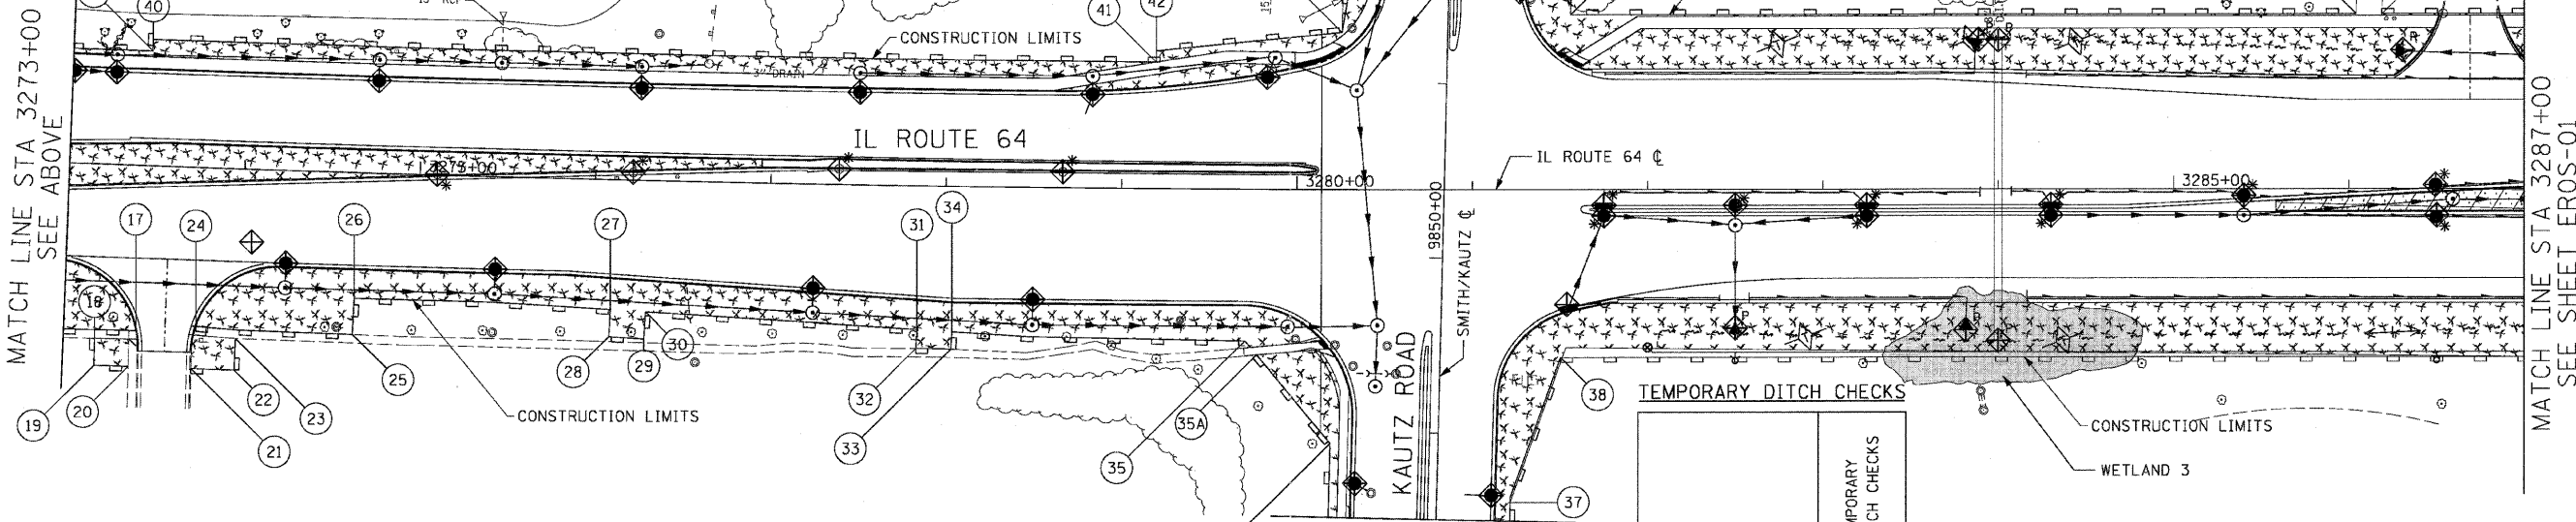 MATCH LINE STA 3273+00
SEE ABOVE
40
15" RCP
41
42
CONSTRUCTION LIMITS
3" DRAIN
IL ROUTE 64
IL ROUTE 64 ℄
3280+00
3285+00
19850+00
SMITH/KAUTZ ℄
17
24
26
27
31
34
18
19
20
21
22
23
25
28
29
30
32
33
35
35A
37
38
CONSTRUCTION LIMITS
KAUTZ ROAD
TEMPORARY DITCH CHECKS
CONSTRUCTION LIMITS
WETLAND 3
MATCH LINE STA 3287+00
SEE SHEET EROS-01